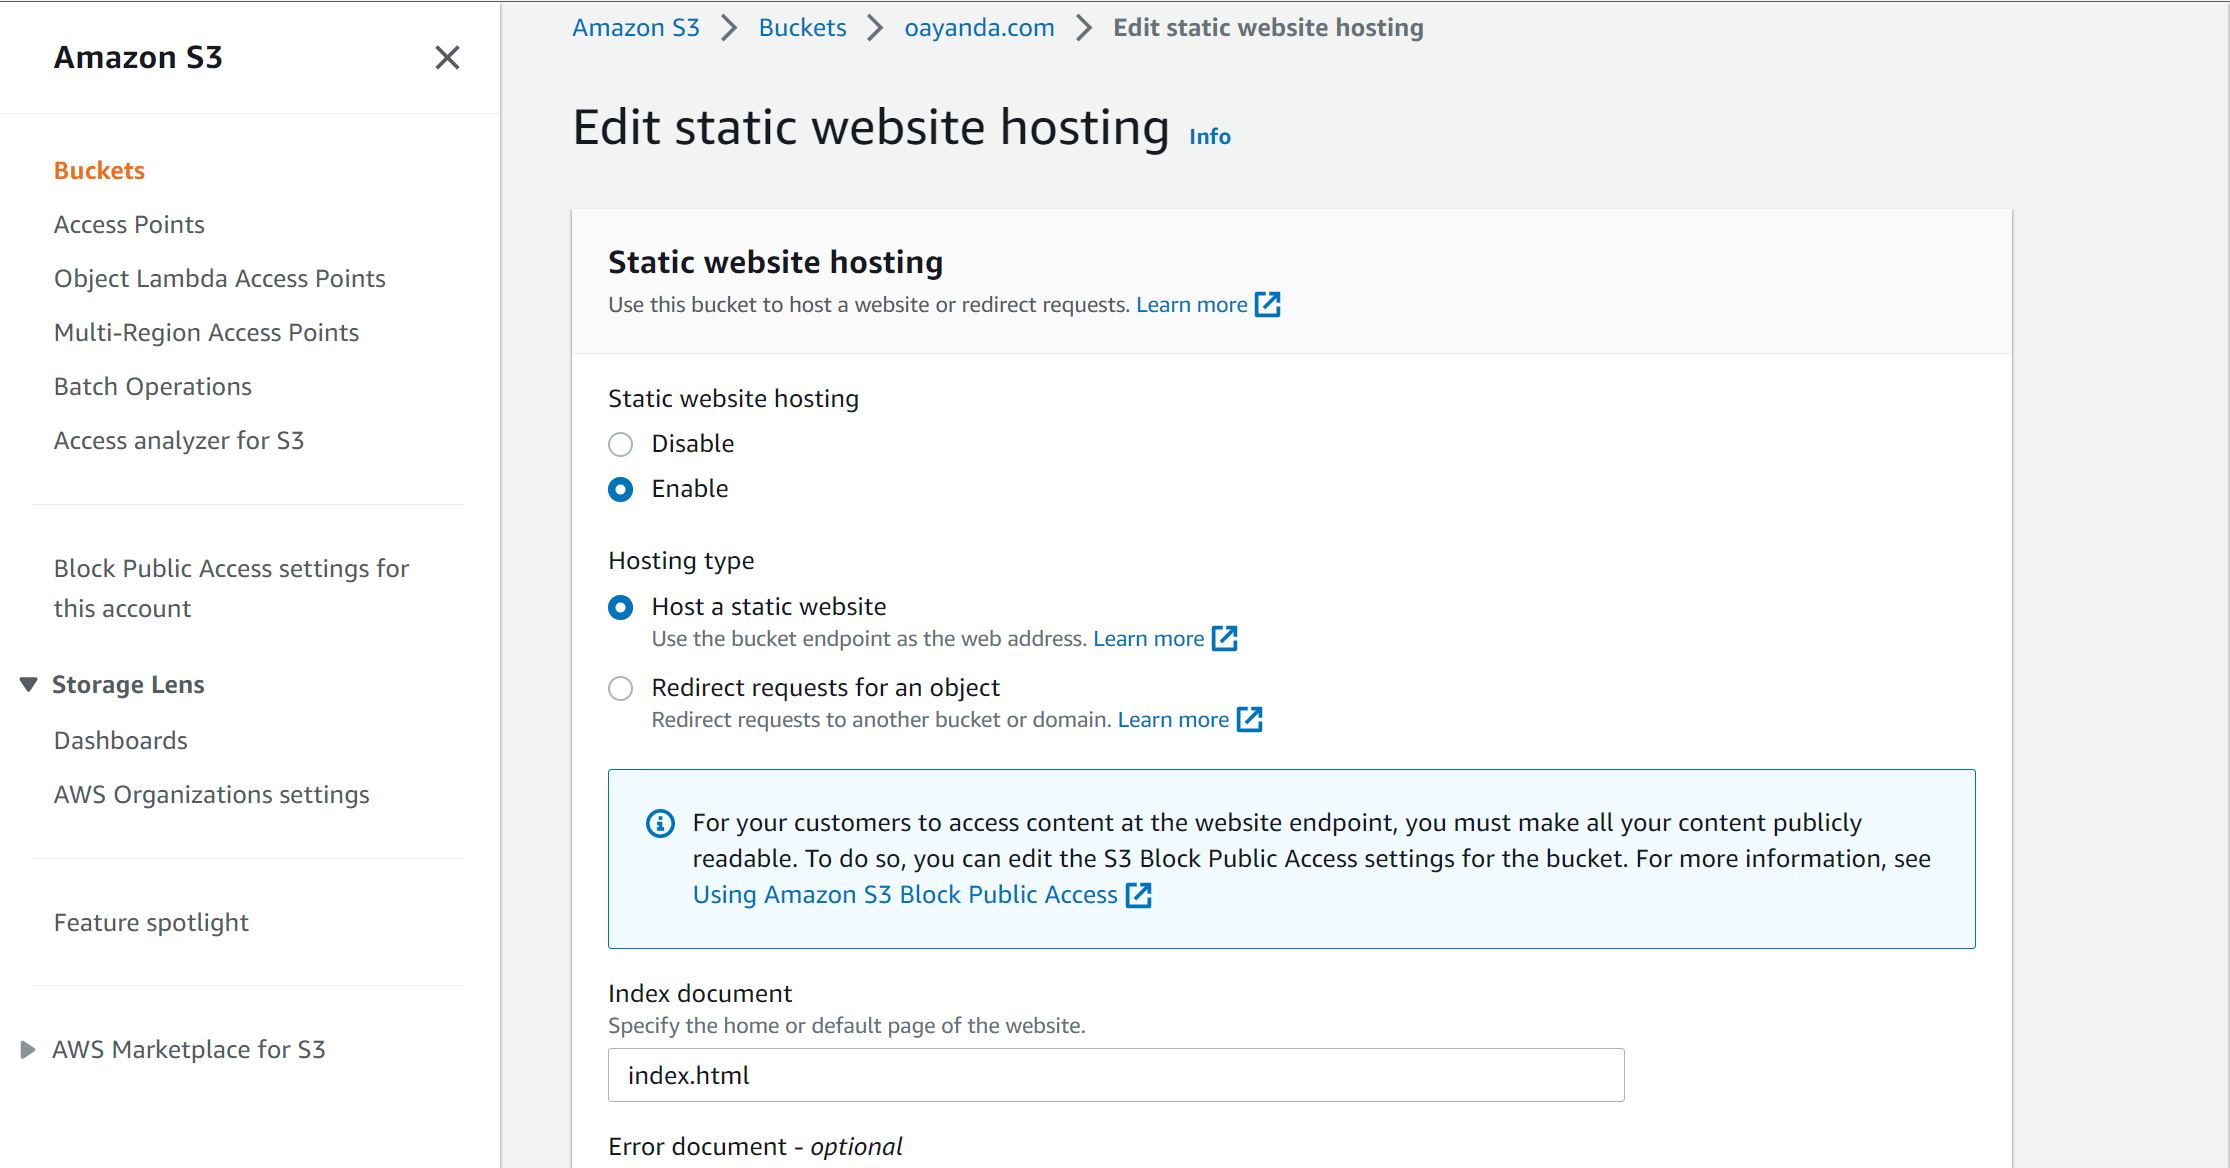 Amazon S3
Buckets
Access Points
Object Lambda Access Points
Multi-Region Access Points
Batch Operations
Access analyzer for S3
Block Public Access settings for
this account
Storage Lens
Dashboards
AWS Organizations settings
Feature spotlight
AWS Marketplace for S3
Amazon S3 > Buckets > oayanda.com > Edit static website hosting
Edit static website hosting Info
Static website hosting
Use this bucket to host a website or redirect requests. Learn more
Static website hosting
Disable
Enable
Hosting type
Host a static website
Use the bucket endpoint as the web address. Learn more
Redirect requests for an object
Redirect requests to another bucket or domain. Learn more
For your customers to access content at the website endpoint, you must make all your content publicly
readable. To do so, you can edit the S3 Block Public Access settings for the bucket. For more information, see
Using Amazon S3 Block Public Access
Index document
Specify the home or default page of the website.
index.html
Error document - optional